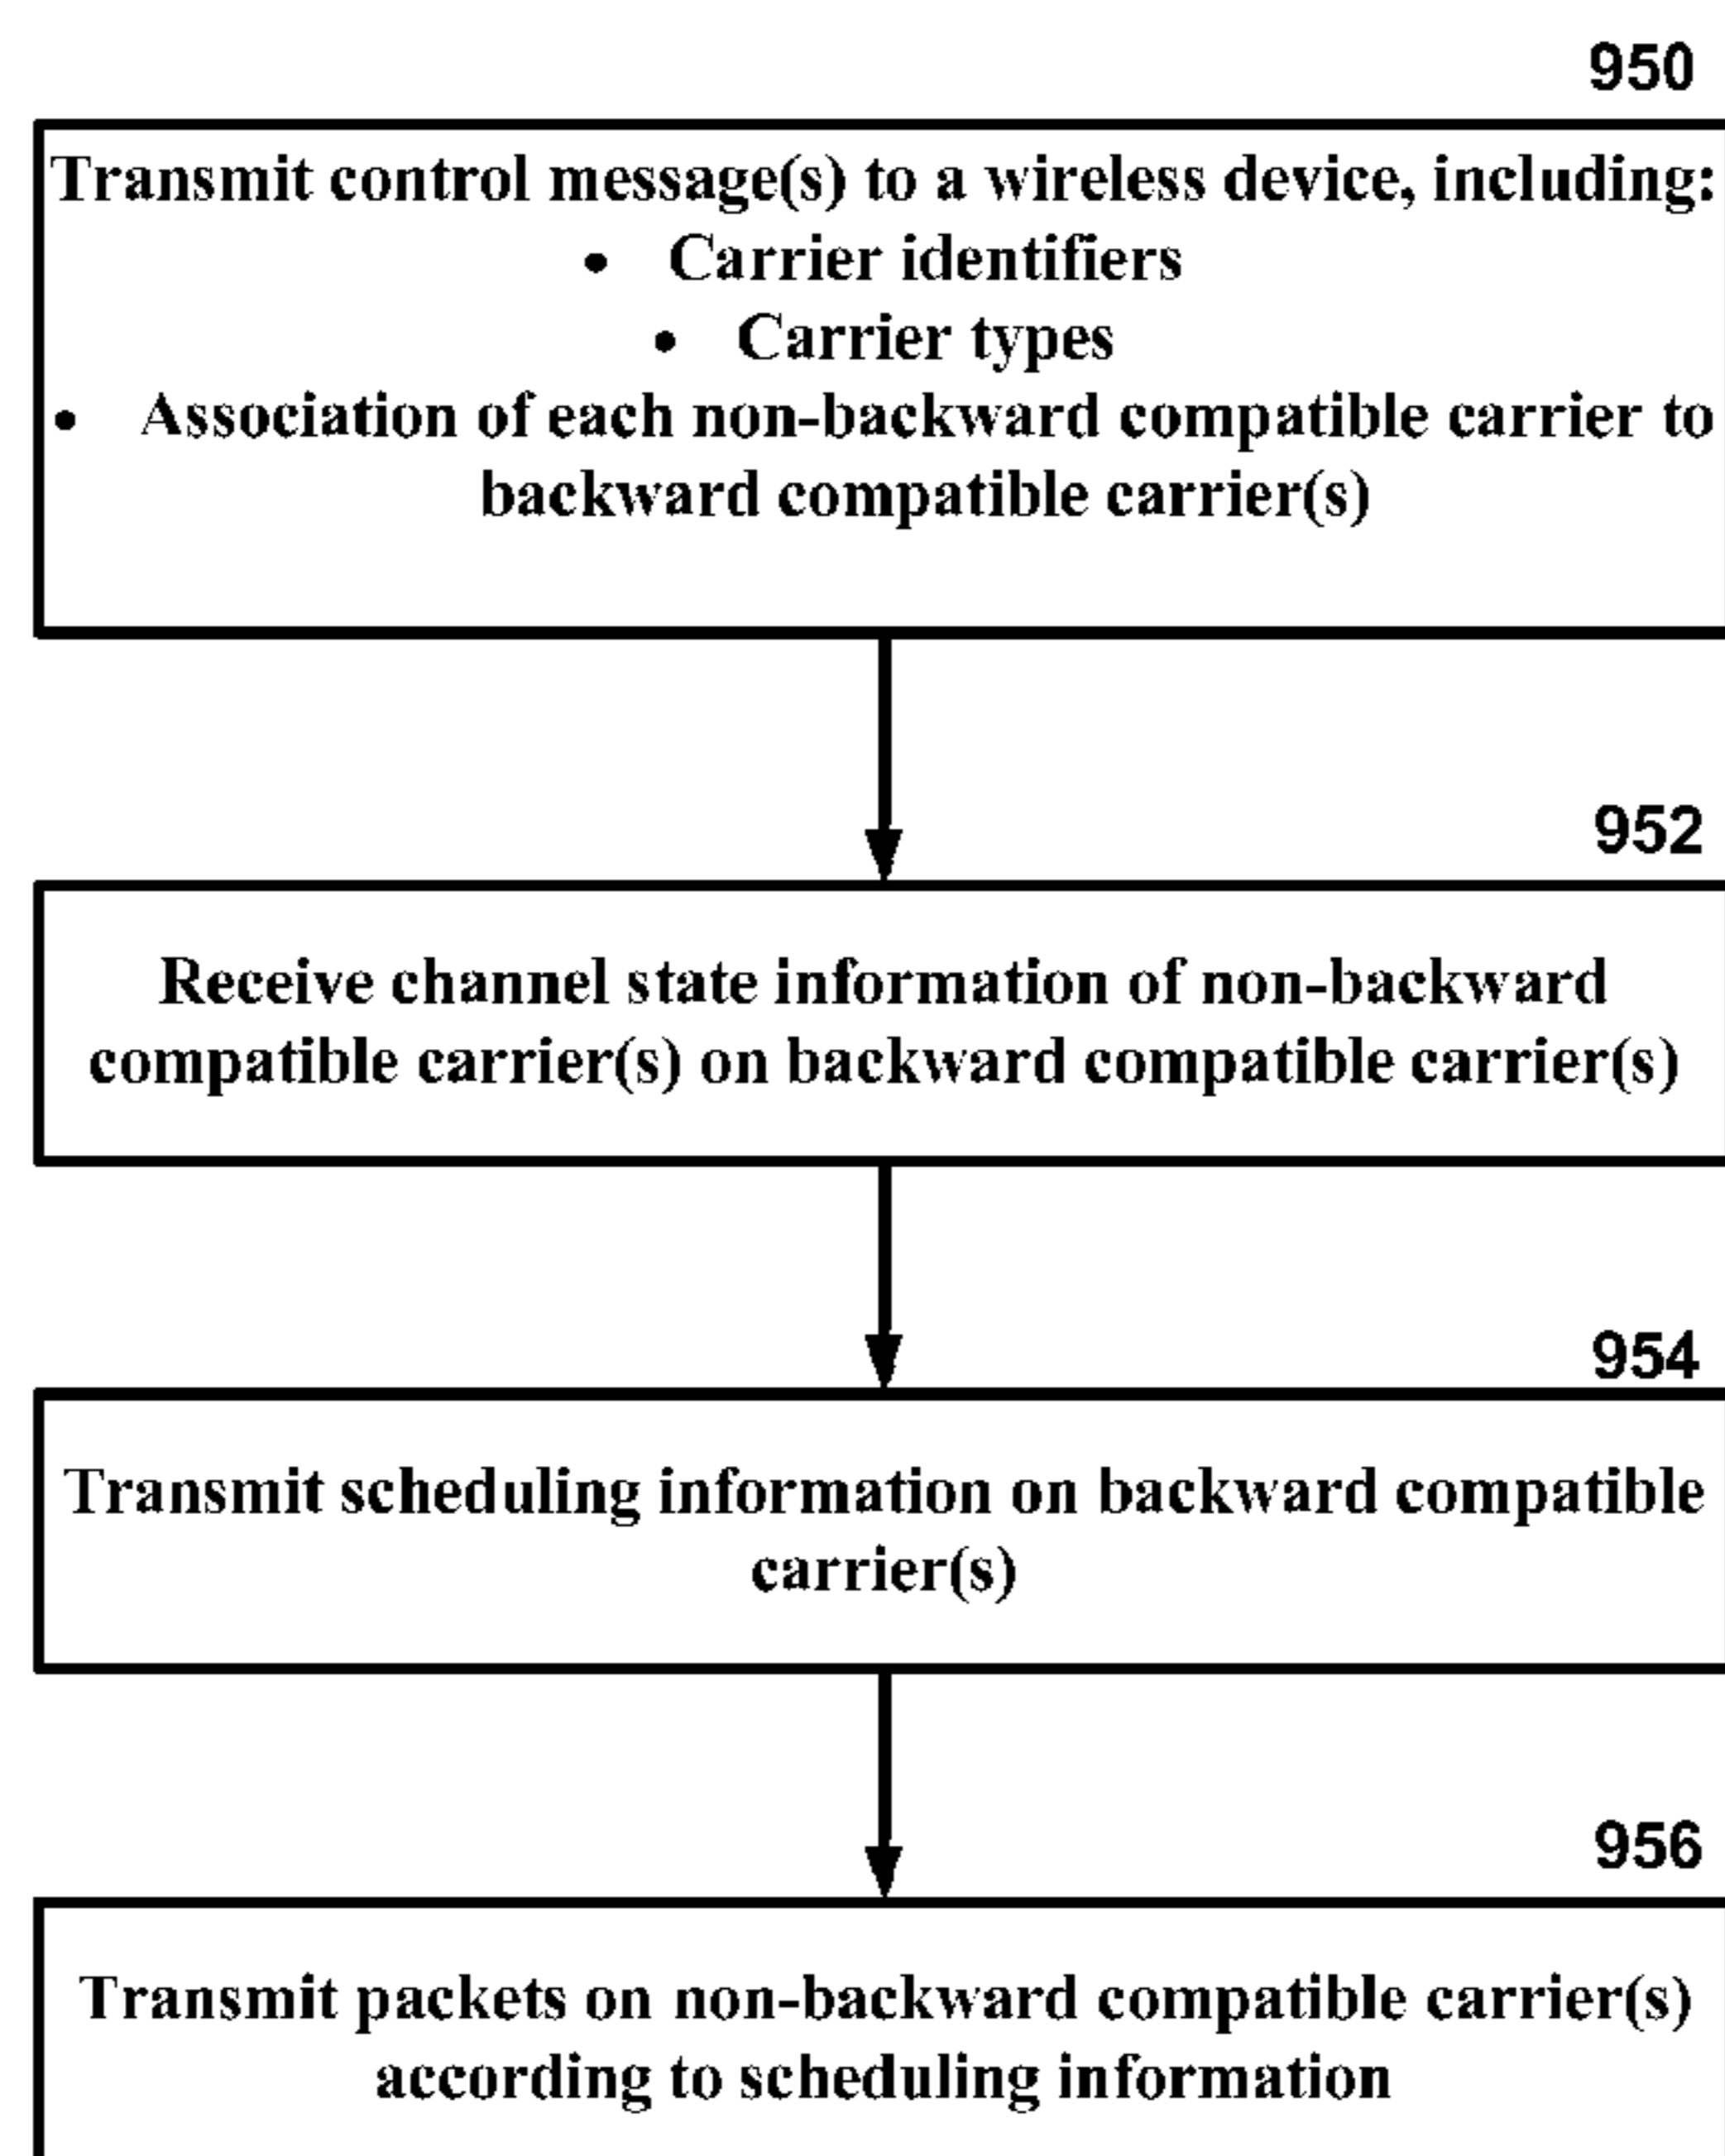 950
Transmit control message(s) to a wireless device, including:
• Carrier identifiers
• Carrier types
• Association of each non-backward compatible carrier to
backward compatible carrier(s)
952
Receive channel state information of non-backward
compatible carrier(s) on backward compatible carrier(s)
954
Transmit scheduling information on backward compatible
carrier(s)
956
Transmit packets on non-backward compatible carrier(s)
according to scheduling information